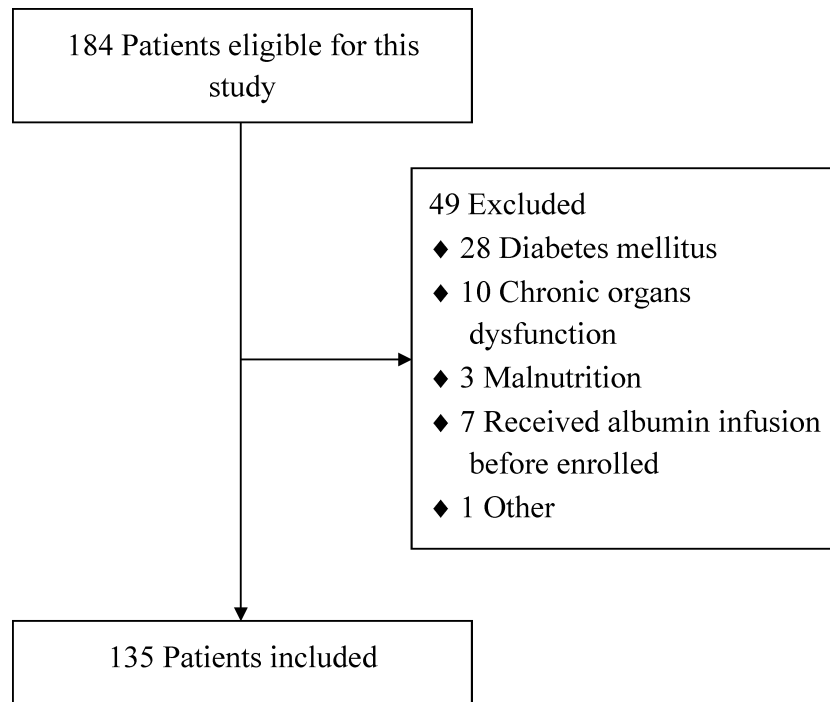 184 Patients eligible for this
study
49 Excluded
♦ 28 Diabetes mellitus
♦ 10 Chronic organs
dysfunction
♦ 3 Malnutrition
♦ 7 Received albumin infusion
before enrolled
♦ 1 Other
135 Patients included